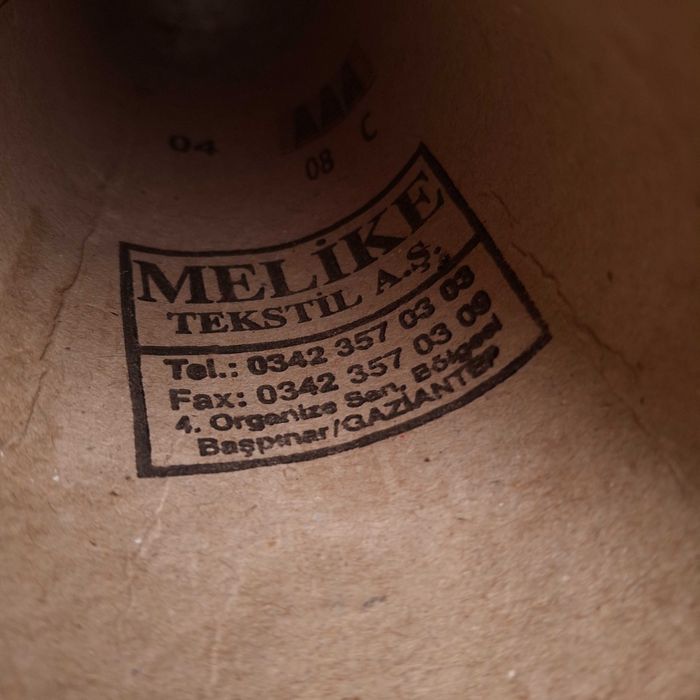 AAA
04 08 C
MELİKE
TEKSTİL A.Ş.
Tel.: 0342 357 03 03
Fax: 0342 357 03 09
4. Organize San. Bölgesi
Başpınar/GAZİANTEP